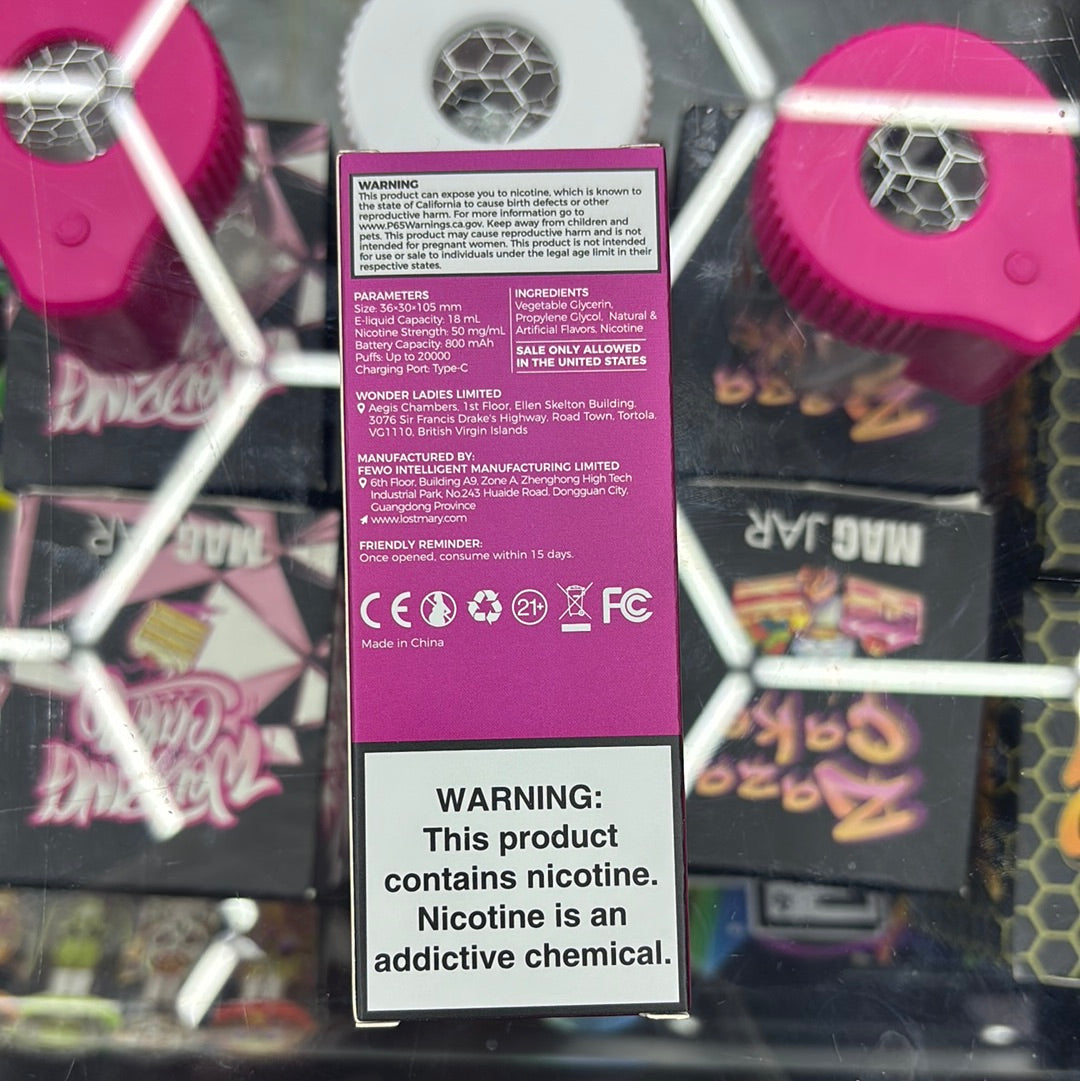 WARNING
This product can expose you to nicotine, which is known to
the state of California to cause birth defects or other
reproductive harm. For more information go to
www.P65Warnings.ca.gov. Keep away from children and
pets. This product may cause reproductive harm and is not
intended for pregnant women. This product is not intended
for use or sale to individuals under the legal age limit in their
respective states.
PARAMETERS
Size: 36×30×105 mm
E-liquid Capacity: 18 mL
Nicotine Strength: 50 mg/mL
Battery Capacity: 800 mAh
Puffs: Up to 20000
Charging Port: Type-C
INGREDIENTS
Vegetable Glycerin,
Propylene Glycol, Natural &
Artificial Flavors, Nicotine
SALE ONLY ALLOWED
IN THE UNITED STATES
WONDER LADIES LIMITED
Aegis Chambers, 1st Floor, Ellen Skelton Building,
3076 Sir Francis Drake's Highway, Road Town, Tortola,
VG1110, British Virgin Islands
MANUFACTURED BY:
FEWO INTELLIGENT MANUFACTURING LIMITED
6th Floor, Building A9, Zone A, Zhenghong High Tech
Industrial Park, No.243 Huaide Road, Dongguan City,
Guangdong Province
www.lostmary.com
FRIENDLY REMINDER:
Once opened, consume within 15 days.
CE 21+ FC
Made in China
WARNING:
This product
contains nicotine.
Nicotine is an
addictive chemical.
MAG JAR
MAG JAR